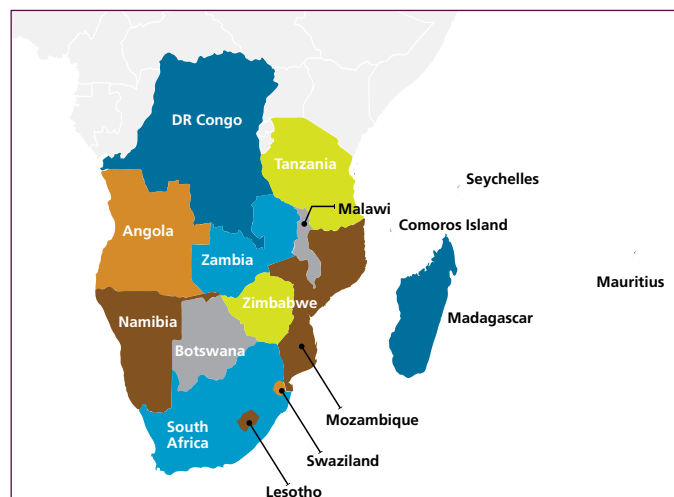 DR Congo
Tanzania
Seychelles
Malawi
Comoros Island
Angola
Zambia
Mauritius
Zimbabwe
Namibia
Madagascar
Botswana
Mozambique
South
Africa
Swaziland
Lesotho